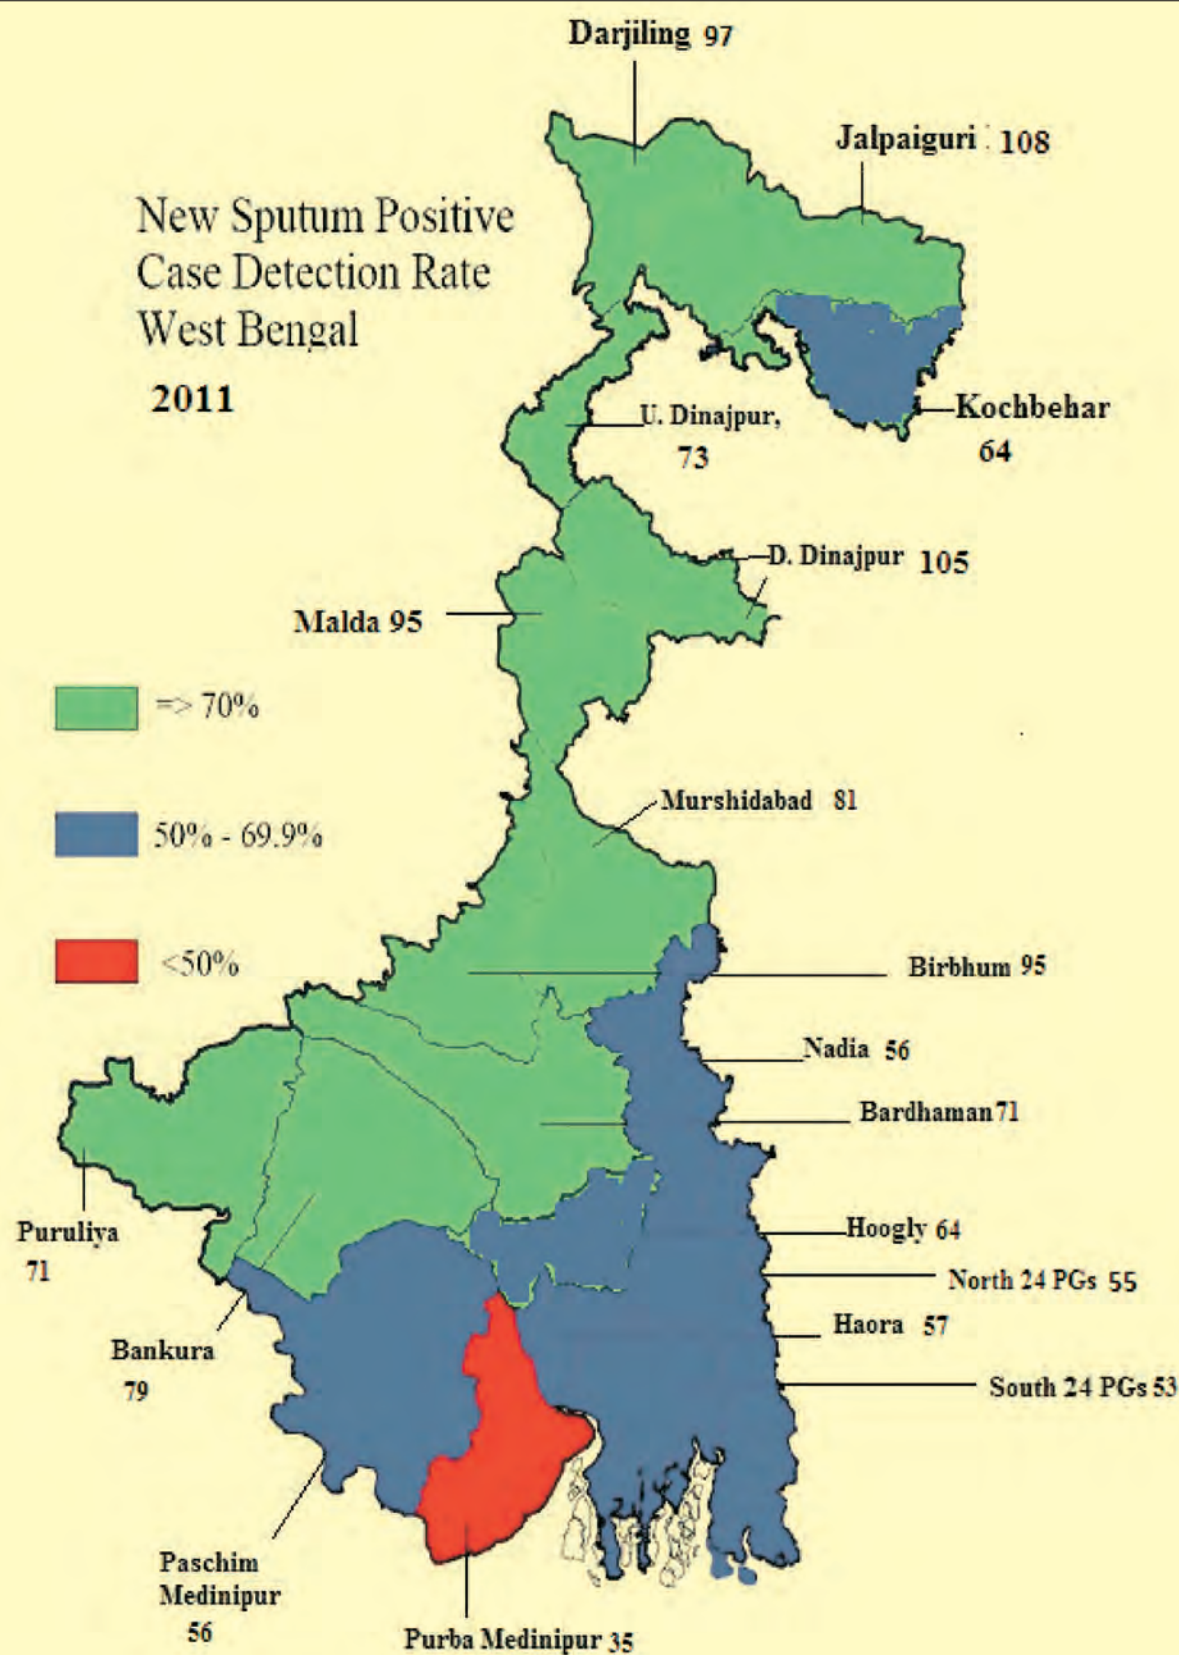 Darjiling 97
Jalpaiguri 108
New Sputum Positive
Case Detection Rate
West Bengal
2011
U. Dinajpur,
73
Kochbehar
64
D. Dinajpur 105
Malda 95
=> 70%
50% - 69.9%
<50%
Murshidabad 81
Birbhum 95
Nadia 56
Bardhaman 71
Hoogly 64
North 24 PGs 55
Haora 57
South 24 PGs 53
Puruliya
71
Bankura
79
Paschim
Medinipur
56
Purba Medinipur 35